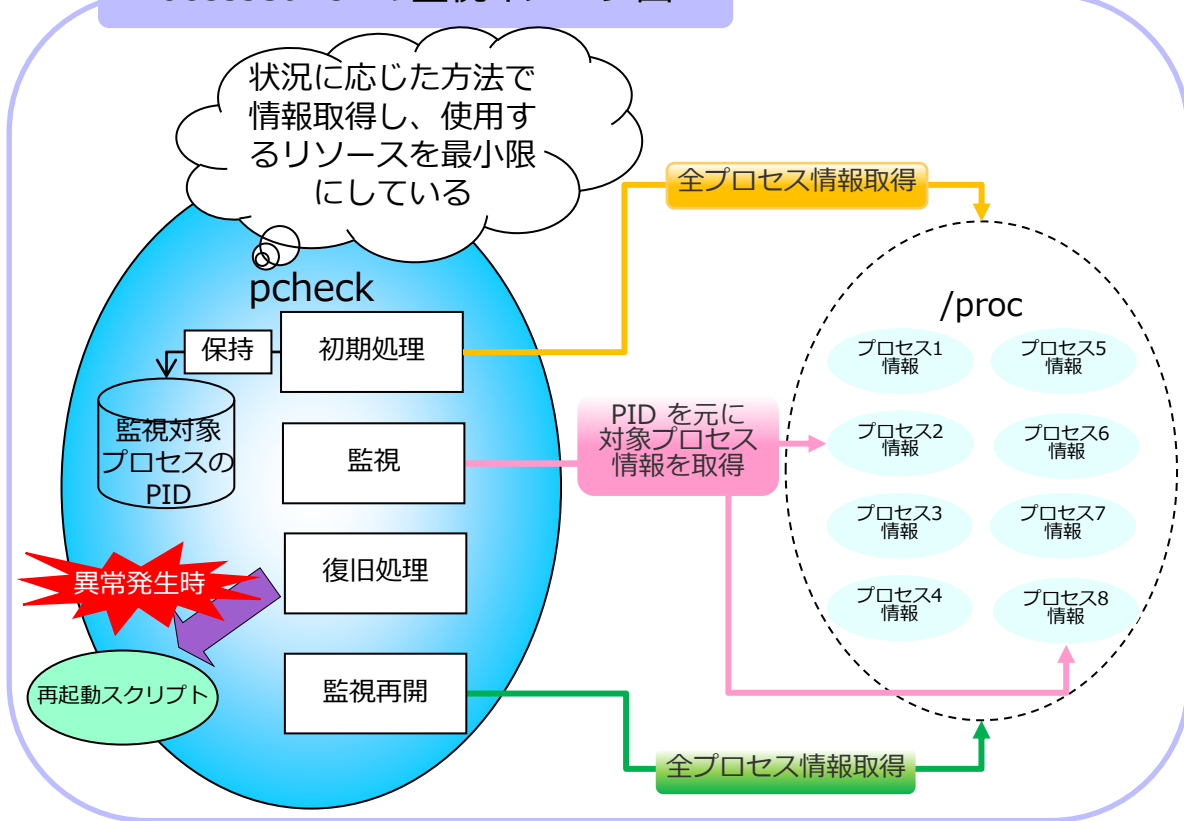 状況に応じた方法で
情報取得し、使用す
るリソースを最小限
にしている
全プロセス情報取得
pcheck
/proc
保持
初期処理
プロセス1
情報
プロセス5
情報
監視対象
プロセスの
PID
監視
PID を元に
対象プロセス
情報を取得
プロセス2
情報
プロセス6
情報
プロセス3
情報
プロセス7
情報
異常発生時
復旧処理
プロセス4
情報
プロセス8
情報
再起動スクリプト
監視再開
全プロセス情報取得